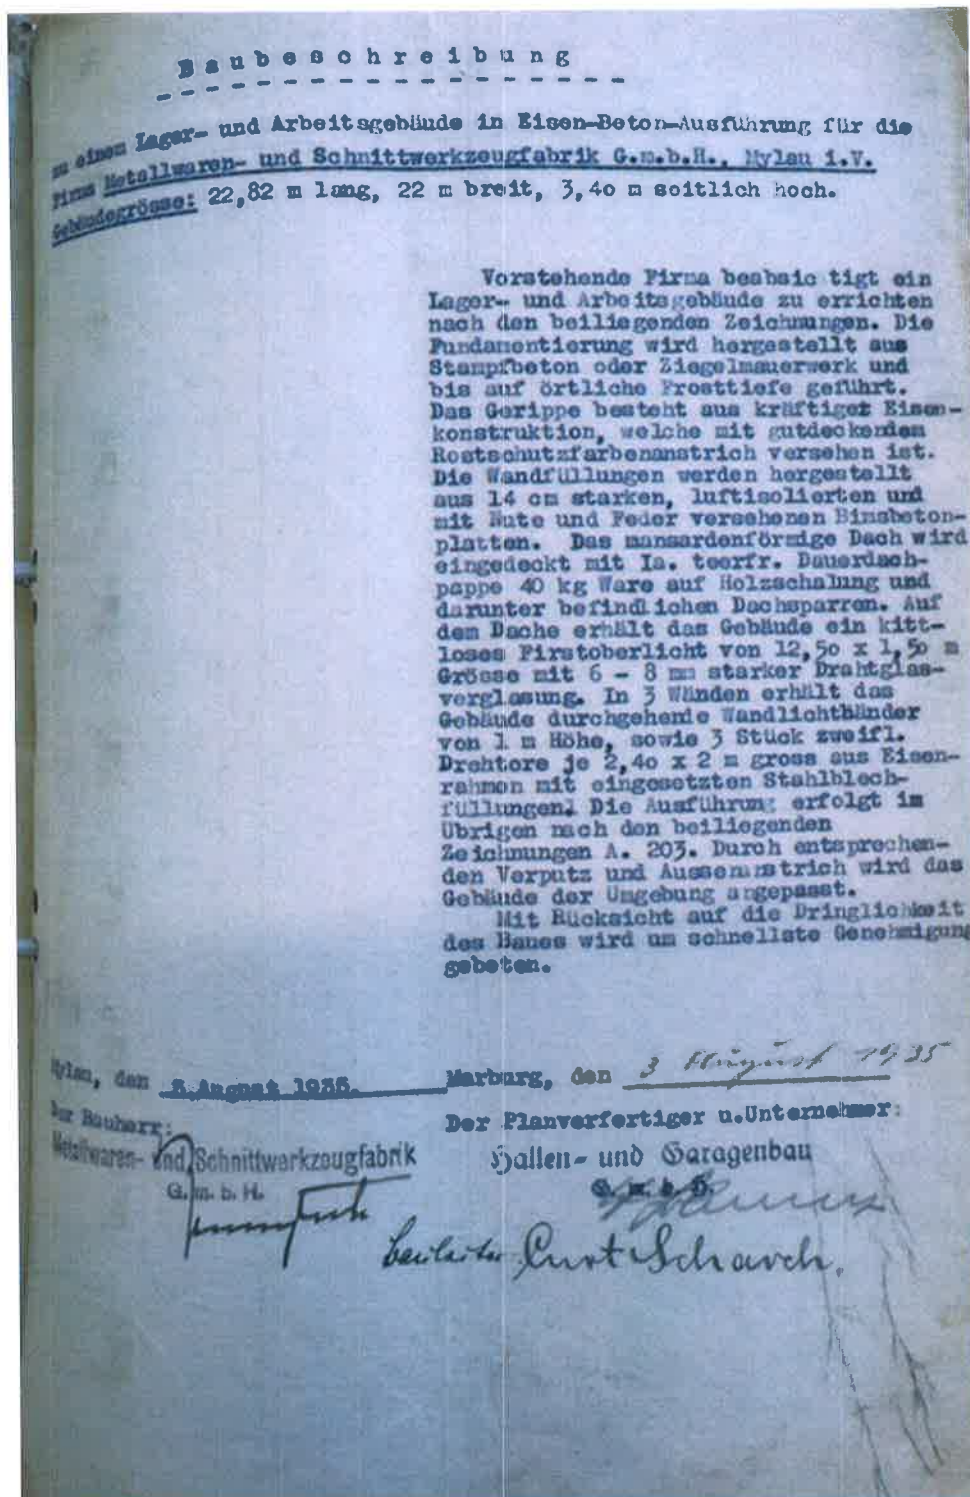 Baubeschreibung
zu einem Lager- und Arbeitsgebäude in Eisen-Beton-Ausführung für die
Firma Metallwaren- und Schnittwerkzeugfabrik G.m.b.H., Mylau i.V.
Gebäudegrösse: 22,82 m lang, 22 m breit, 3,40 m seitlich hoch.
Vorstehende Firma beabsic tigt ein
Lager- und Arbeitsgebäude zu errichten
nach den beiliegenden Zeichnungen. Die
Fundamentierung wird hergestellt aus
Stampfbeton oder Ziegelmauerwerk und
bis auf örtliche Frosttiefe geführt.
Das Gerippe besteht aus kräftiger Eisen-
konstruktion, welche mit gutdeckendem
Rostschutzfarbenanstrich versehen ist.
Die Wandfüllungen werden hergestellt
aus 14 cm starken, luftisolierten und
mit Nute und Feder versehenen Bimsbeton-
platten. Das mansardenförmige Dach wird
eingedeckt mit Ia. teerfr. Dauerdach-
pappe 40 kg Ware auf Holzschalung und
darunter befindlichen Dachsparren. Auf
dem Dache erhält das Gebäude ein kitt-
loses Firstoberlicht von 12,50 x 1,50 m
Grösse mit 6 - 8 mm starker Drahtglas-
verglasung. In 3 Wänden erhält das
Gebäude durchgehende Wandlichtbänder
von 1 m Höhe, sowie 3 Stück zweifl.
Drehtore je 2,40 x 2 m gross aus Eisen-
rahmen mit eingesetzten Stahlblech-
füllungen. Die Ausführung erfolgt im
Übrigen nach den beiliegenden
Zeichnungen A. 203. Durch entsprechen-
den Verputz und Aussenanstrich wird das
Gebäude der Umgebung angepasst.
Mit Rücksicht auf die Dringlichkeit
des Baues wird um schnellste Genehmigung
gebeten.
Mylau, den August 1935. Marburg, den 3 August 1935
Der Bauherr: Der Planverfertiger u.Unternehmer:
Metallwaren- und Schnittwerkzeugfabrik Hallen- und Garagenbau
G.m.b.H. G.m.b.H.
Bauleiter Curt Scharch.